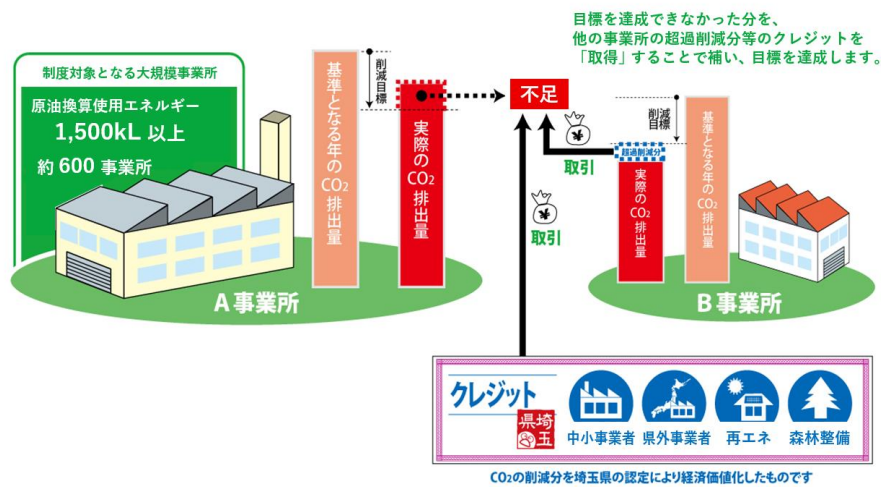 目標を達成できなかった分を、
他の事業所の超過削減分等のクレジットを
「取得」することで補い、目標を達成します。
制度対象となる大規模事業所
原油換算使用エネルギー
1,500kL 以上
約 600 事業所
基準となる年のCO2排出量
削減目標
実際のCO2排出量
不足
取引
取引
超過削減分
実際のCO2排出量
削減目標
基準となる年のCO2排出量
A事業所
B事業所
クレジット
埼玉県
中小事業者
県外事業者
再エネ
森林整備
CO2の削減分を埼玉県の認定により経済価値化したものです